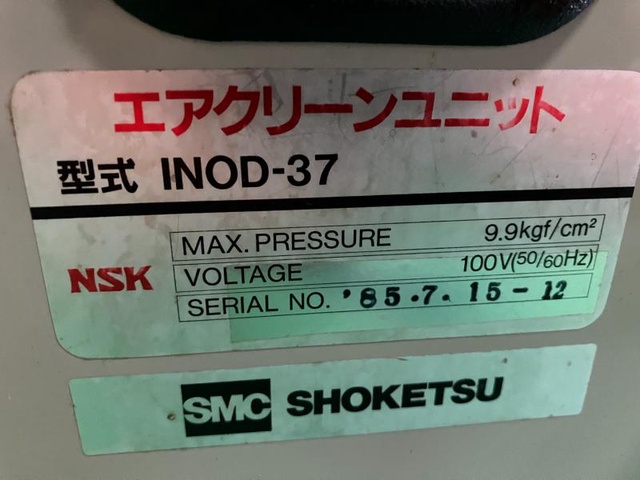 エアクリーンユニット
型式 INOD-37
NSK
MAX. PRESSURE 9.9kgf/cm²
VOLTAGE 100V(50/60Hz)
SERIAL NO. '85.7.15-12
SMC SHOKETSU